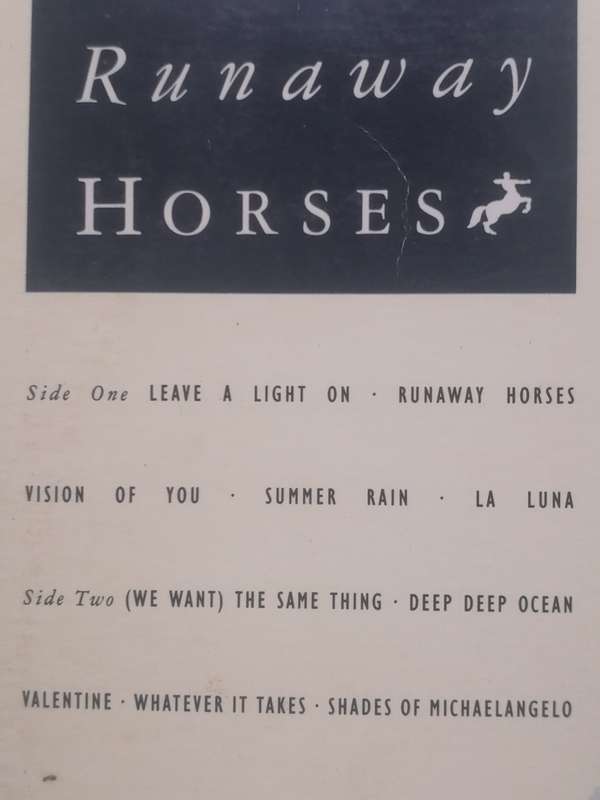 Runaway
HORSES
Side One LEAVE A LIGHT ON · RUNAWAY HORSES
VISION OF YOU · SUMMER RAIN · LA LUNA
Side Two (WE WANT) THE SAME THING · DEEP DEEP OCEAN
VALENTINE · WHATEVER IT TAKES · SHADES OF MICHAELANGELO